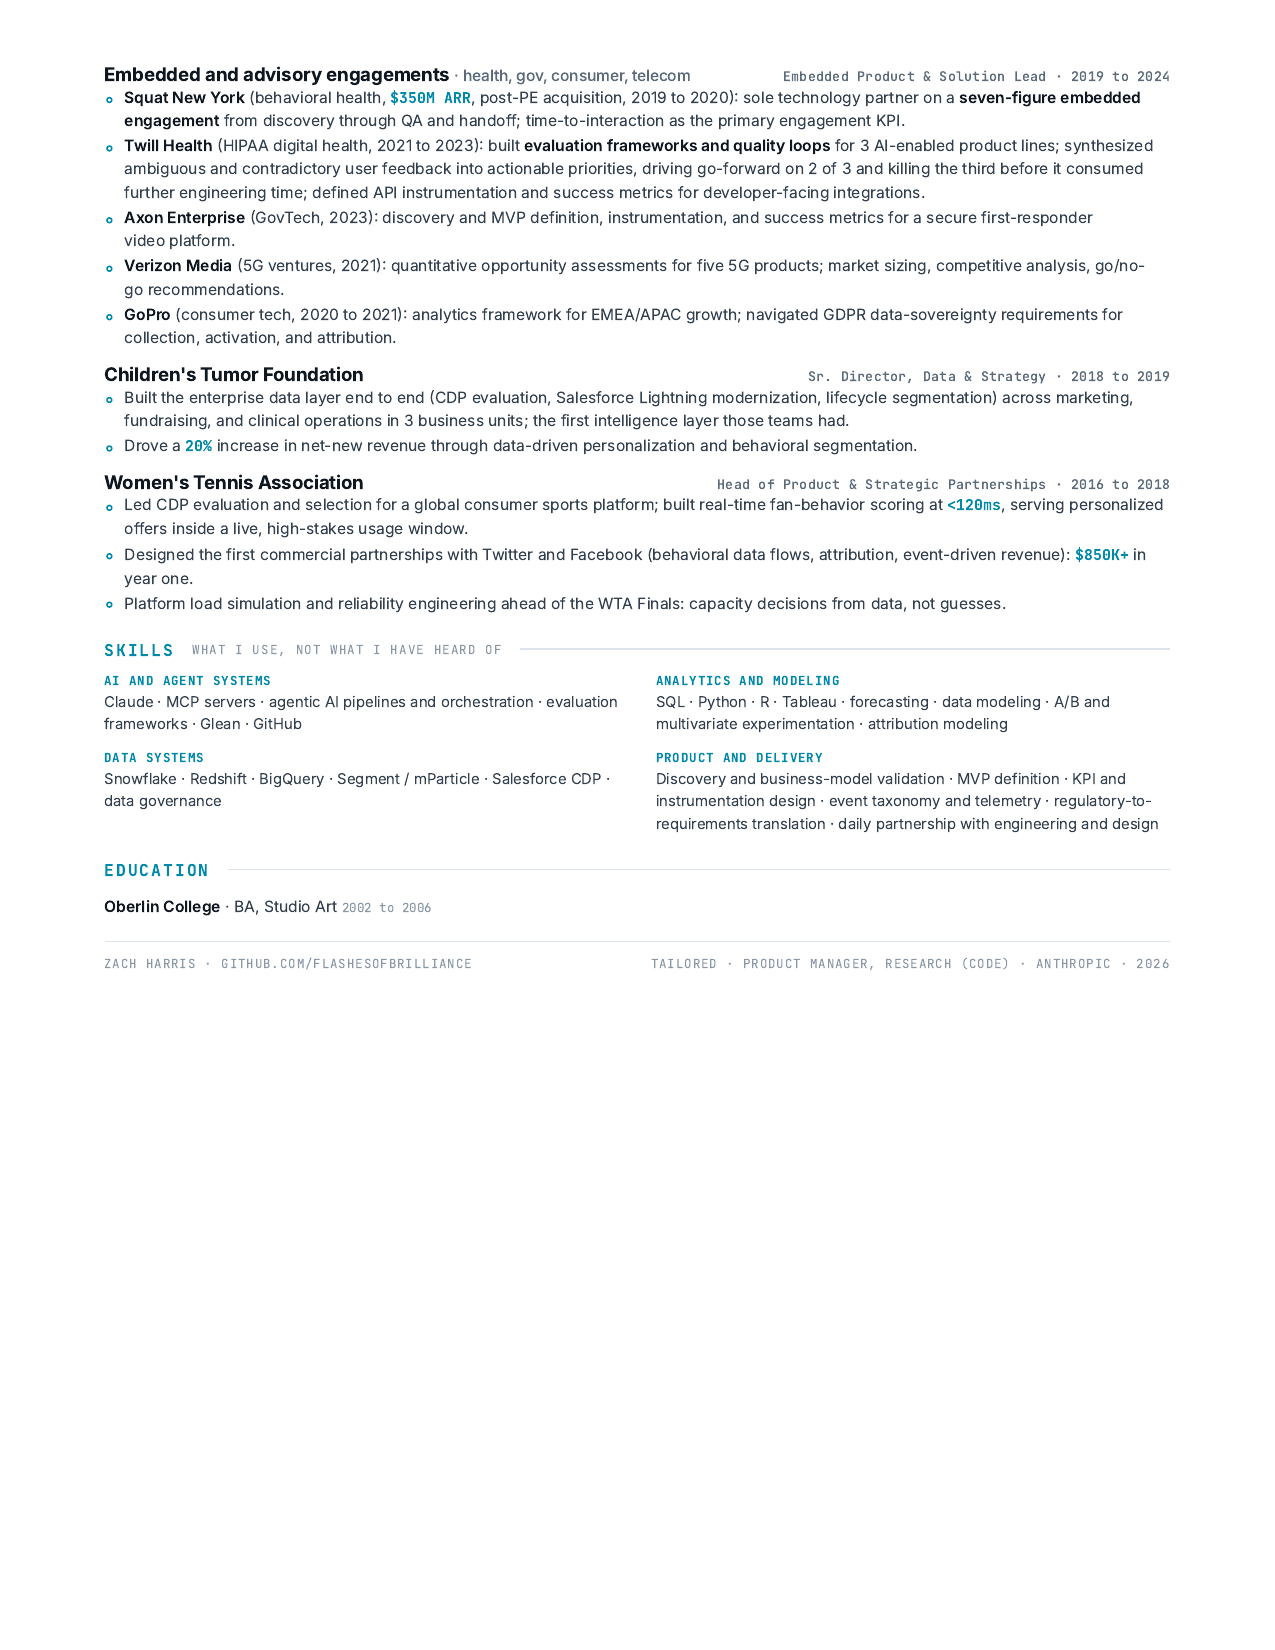 Embedded and advisory engagements · health, gov, consumer, telecom Embedded Product & Solution Lead · 2019 to 2024
Squat New York (behavioral health, $350M ARR, post-PE acquisition, 2019 to 2020): sole technology partner on a seven-figure embedded
engagement from discovery through QA and handoff; time-to-interaction as the primary engagement KPI.
Twill Health (HIPAA digital health, 2021 to 2023): built evaluation frameworks and quality loops for 3 AI-enabled product lines; synthesized
ambiguous and contradictory user feedback into actionable priorities, driving go-forward on 2 of 3 and killing the third before it consumed
further engineering time; defined API instrumentation and success metrics for developer-facing integrations.
Axon Enterprise (GovTech, 2023): discovery and MVP definition, instrumentation, and success metrics for a secure first-responder
video platform.
Verizon Media (5G ventures, 2021): quantitative opportunity assessments for five 5G products; market sizing, competitive analysis, go/no-
go recommendations.
GoPro (consumer tech, 2020 to 2021): analytics framework for EMEA/APAC growth; navigated GDPR data-sovereignty requirements for
collection, activation, and attribution.
Children's Tumor Foundation Sr. Director, Data & Strategy · 2018 to 2019
Built the enterprise data layer end to end (CDP evaluation, Salesforce Lightning modernization, lifecycle segmentation) across marketing,
fundraising, and clinical operations in 3 business units; the first intelligence layer those teams had.
Drove a 20% increase in net-new revenue through data-driven personalization and behavioral segmentation.
Women's Tennis Association Head of Product & Strategic Partnerships · 2016 to 2018
Led CDP evaluation and selection for a global consumer sports platform; built real-time fan-behavior scoring at <120ms, serving personalized
offers inside a live, high-stakes usage window.
Designed the first commercial partnerships with Twitter and Facebook (behavioral data flows, attribution, event-driven revenue): $850K+ in
year one.
Platform load simulation and reliability engineering ahead of the WTA Finals: capacity decisions from data, not guesses.
SKILLS WHAT I USE, NOT WHAT I HAVE HEARD OF
AI AND AGENT SYSTEMS
Claude · MCP servers · agentic AI pipelines and orchestration · evaluation
frameworks · Glean · GitHub
ANALYTICS AND MODELING
SQL · Python · R · Tableau · forecasting · data modeling · A/B and
multivariate experimentation · attribution modeling
DATA SYSTEMS
Snowflake · Redshift · BigQuery · Segment / mParticle · Salesforce CDP ·
data governance
PRODUCT AND DELIVERY
Discovery and business-model validation · MVP definition · KPI and
instrumentation design · event taxonomy and telemetry · regulatory-to-
requirements translation · daily partnership with engineering and design
EDUCATION
Oberlin College · BA, Studio Art 2002 to 2006
ZACH HARRIS · GITHUB.COM/FLASHESOFBRILLIANCE TAILORED · PRODUCT MANAGER, RESEARCH (CODE) · ANTHROPIC · 2026